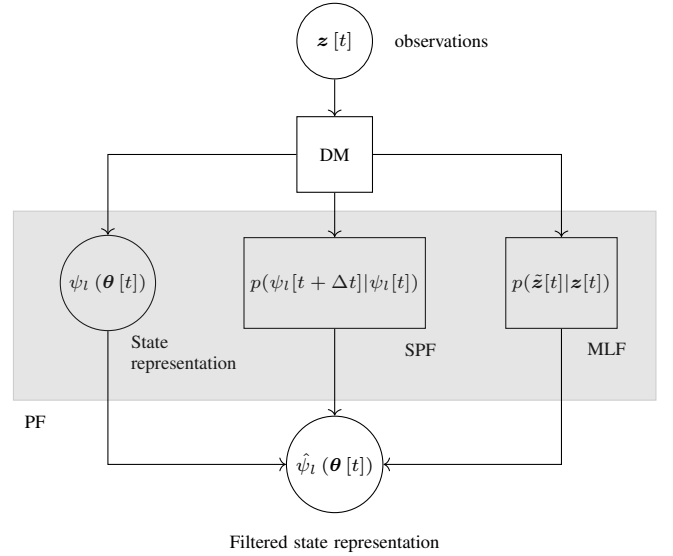 𝒛 [t]
observations
DM
ψₗ (𝜽 [t])
p(ψₗ[t + Δt]|ψₗ[t])
p(𝒛̃[t]|𝒛[t])
State
representation
SPF
MLF
PF
ψ̂ₗ (𝜽 [t])
Filtered state representation